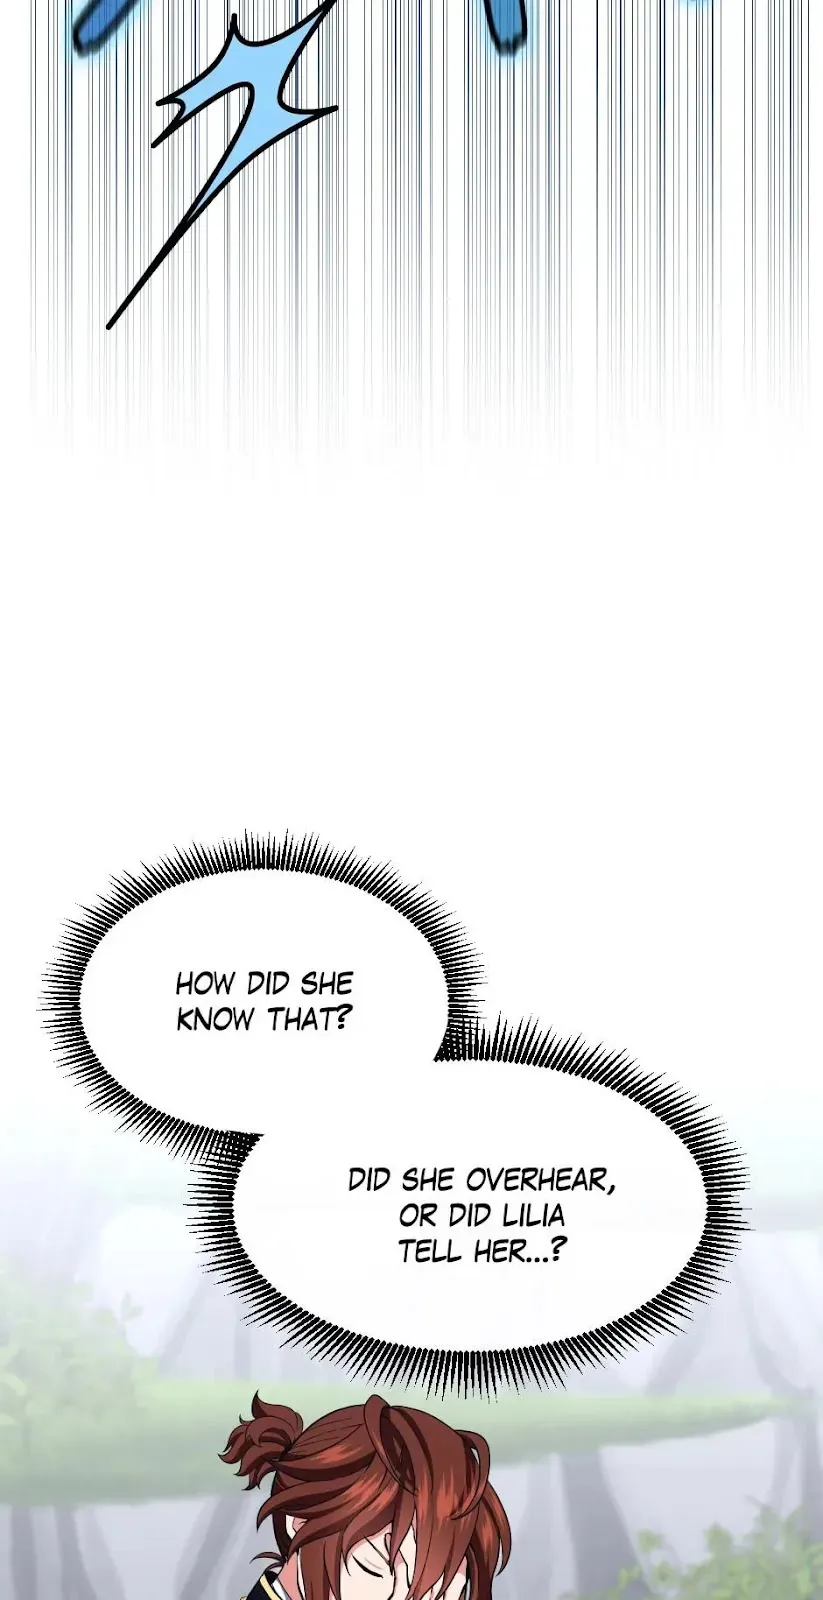 HOW DID SHE
KNOW THAT?
DID SHE OVERHEAR,
OR DID LILIA
TELL HER...?